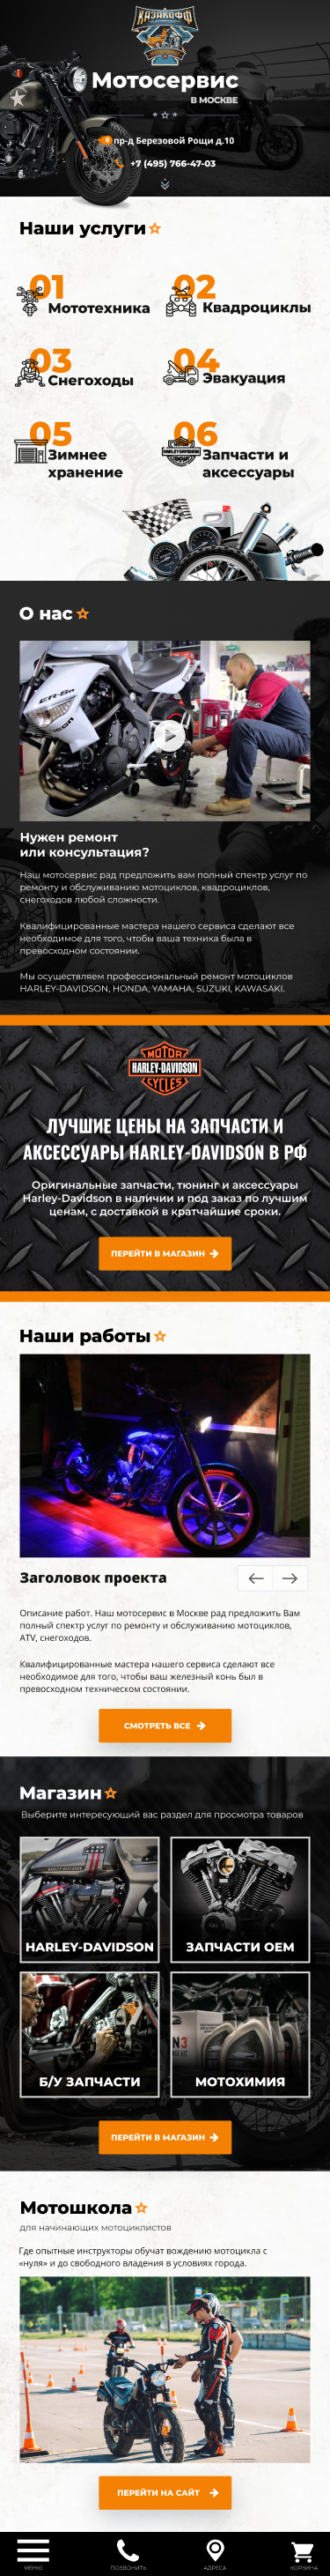 КАЗАКОФФ
Мотосервис
В МОСКВЕ
пр-д Березовой Рощи д.10
+7 (495) 766-47-03
Наши услуги
01
Мототехника
02
Квадроциклы
03
Снегоходы
04
Эвакуация
05
Зимнее
хранение
06
Запчасти и
аксессуары
HARLEY-DAVIDSON
О нас
ER-6n
Нужен ремонт
или консультация?
Наш мотосервис рад предложить вам полный спектр услуг по
ремонту и обслуживанию мотоциклов, квадроциклов,
снегоходов любой сложности.
Квалифицированные мастера нашего сервиса сделают все
необходимое для того, чтобы ваша техника была в
превосходном состоянии.
Мы осуществляем профессиональный ремонт мотоциклов
HARLEY-DAVIDSON, HONDA, YAMAHA, SUZUKI, KAWASAKI.
MOTOR
HARLEY-DAVIDSON
CYCLES
ЛУЧШИЕ ЦЕНЫ НА ЗАПЧАСТИ И
АКСЕССУАРЫ HARLEY-DAVIDSON В РФ
Оригинальные запчасти, тюнинг и аксессуары
Harley-Davidson в наличии и под заказ по лучшим
ценам, с доставкой в кратчайшие сроки.
ПЕРЕЙТИ В МАГАЗИН
Наши работы
Заголовок проекта
Описание работ. Наш мотосервис в Москве рад предложить Вам
полный спектр услуг по ремонту и обслуживанию мотоциклов,
ATV, снегоходов.
Квалифицированные мастера нашего сервиса сделают все
необходимое для того, чтобы ваш железный конь был в
превосходном техническом состоянии.
СМОТРЕТЬ ВСЕ
Магазин
Выберите интересующий вас раздел для просмотра товаров
HARLEY-DAVIDSON
ЗАПЧАСТИ OEM
Б/У ЗАПЧАСТИ
МОТОХИМИЯ
ПЕРЕЙТИ В МАГАЗИН
Мотошкола
для начинающих мотоциклистов
Где опытные инструкторы обучат вождению мотоцикла с
«нуля» и до свободного владения в условиях города.
ПЕРЕЙТИ НА САЙТ
МЕНЮ
ПОЗВОНИТЬ
АДРЕСА
КОРЗИНА